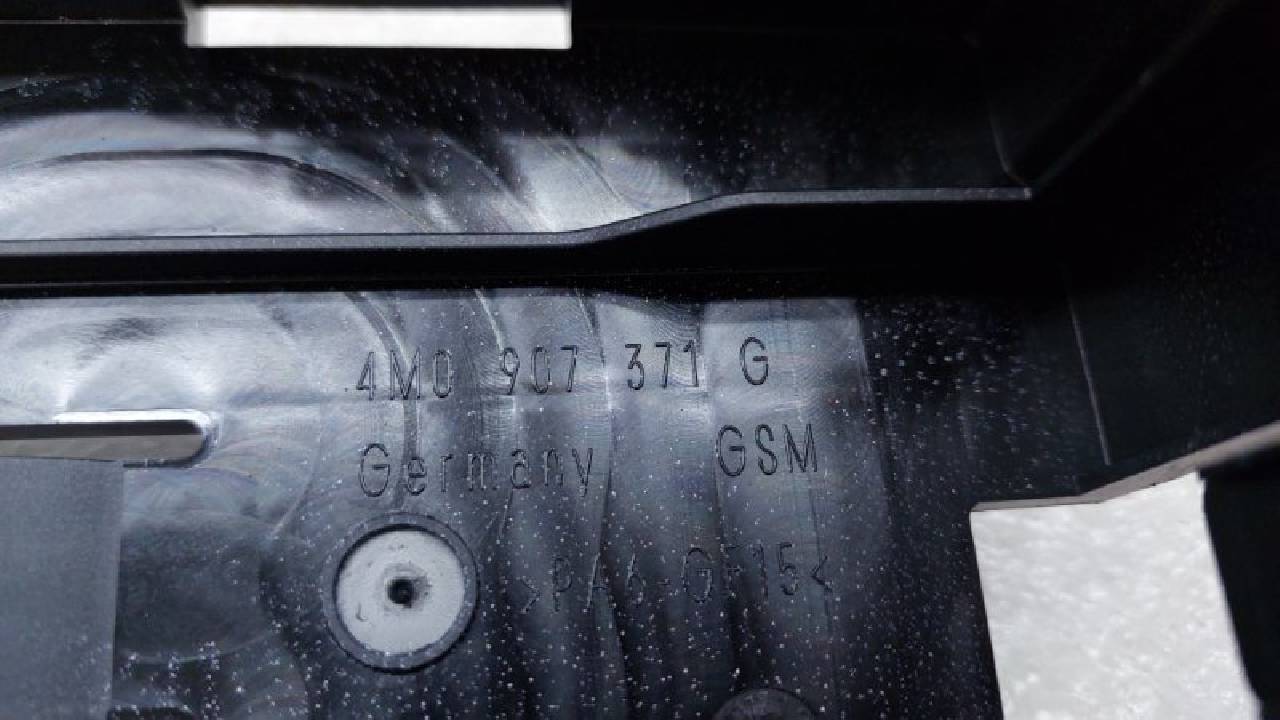 4M0 907 371 G
Germany GSM
>PA6-GF15<